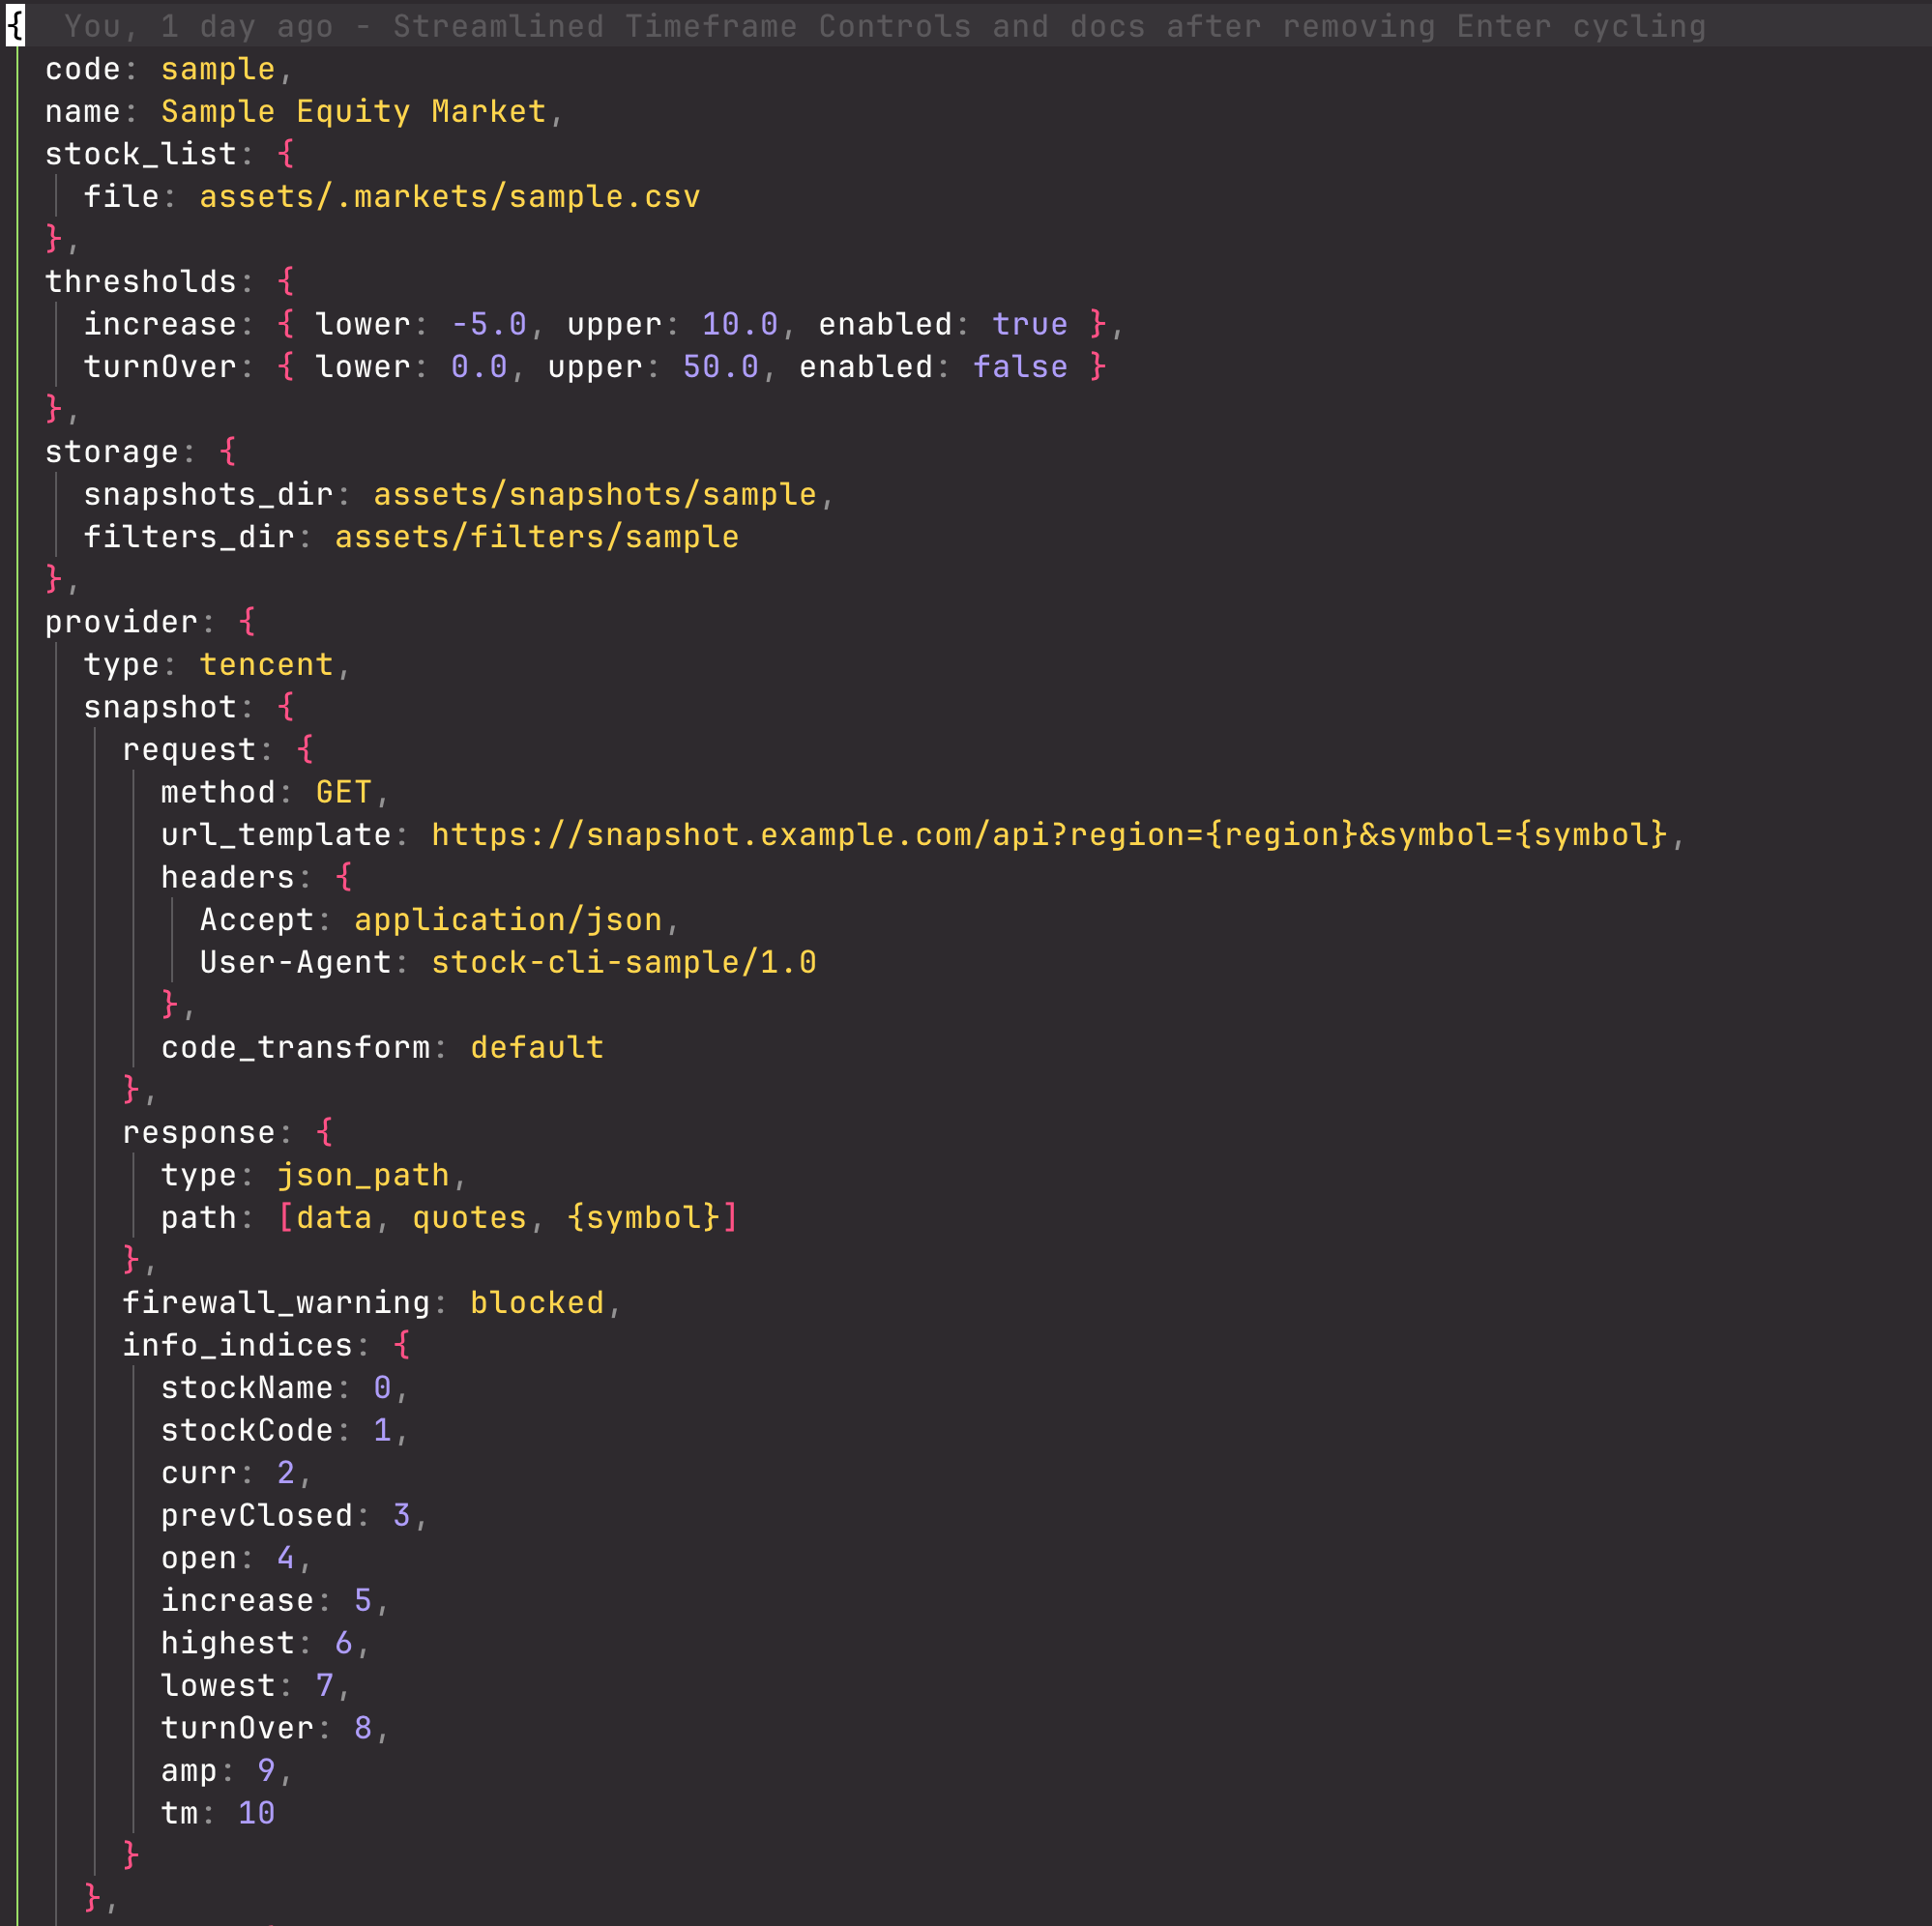 {  You, 1 day ago - Streamlined Timeframe Controls and docs after removing Enter cycling
  code: sample,
  name: Sample Equity Market,
  stock_list: {
    file: assets/.markets/sample.csv
  },
  thresholds: {
    increase: { lower: -5.0, upper: 10.0, enabled: true },
    turnOver: { lower: 0.0, upper: 50.0, enabled: false }
  },
  storage: {
    snapshots_dir: assets/snapshots/sample,
    filters_dir: assets/filters/sample
  },
  provider: {
    type: tencent,
    snapshot: {
      request: {
        method: GET,
        url_template: https://snapshot.example.com/api?region={region}&symbol={symbol},
        headers: {
          Accept: application/json,
          User-Agent: stock-cli-sample/1.0
        },
        code_transform: default
      },
      response: {
        type: json_path,
        path: [data, quotes, {symbol}]
      },
      firewall_warning: blocked,
      info_indices: {
        stockName: 0,
        stockCode: 1,
        curr: 2,
        prevClosed: 3,
        open: 4,
        increase: 5,
        highest: 6,
        lowest: 7,
        turnOver: 8,
        amp: 9,
        tm: 10
      }
    },